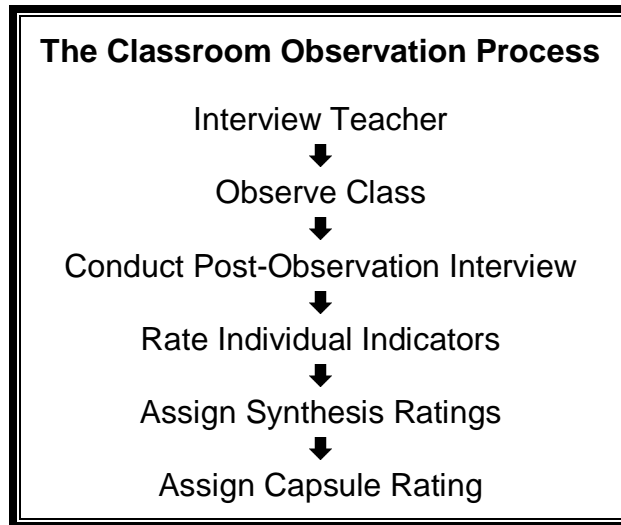 The Classroom Observation Process
Interview Teacher
Observe Class
Conduct Post-Observation Interview
Rate Individual Indicators
Assign Synthesis Ratings
Assign Capsule Rating